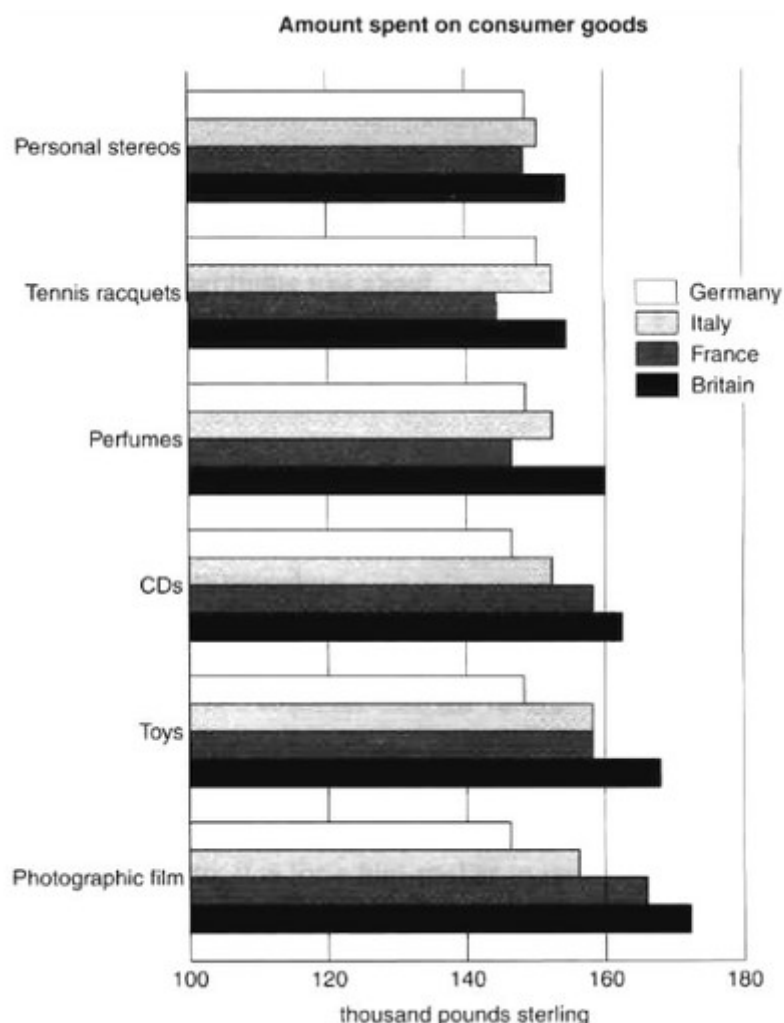 Amount spent on consumer goods
Personal stereos
Tennis racquets
Perfumes
CDs
Toys
Photographic film
Germany
Italy
France
Britain
100 120 140 160 180
thousand pounds sterling